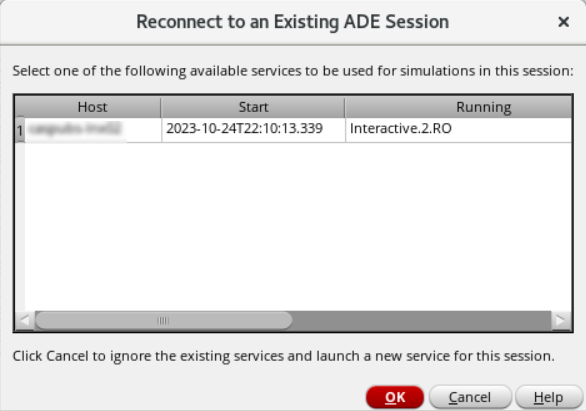 Reconnect to an Existing ADE Session
Select one of the following available services to be used for simulations in this session:
Host Start Running
1 2023-10-24T22:10:13.339 Interactive.2.RO
Click Cancel to ignore the existing services and launch a new service for this session.
OK Cancel Help